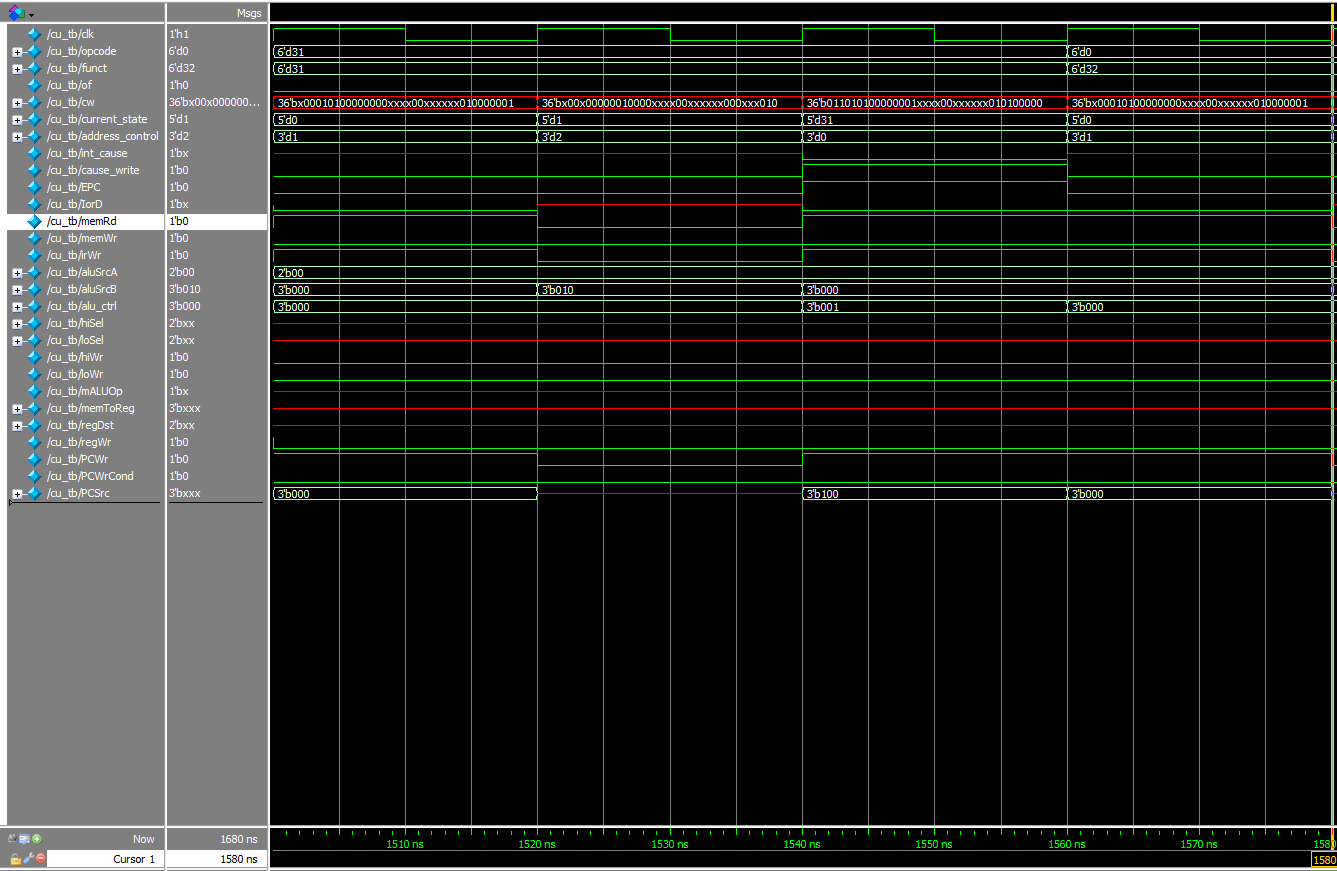 Msgs
/cu_tb/clk 1'h1
/cu_tb/opcode 6'd0 6'd31 6'd0
/cu_tb/funct 6'd32 6'd31 6'd32
/cu_tb/of 1'h0
/cu_tb/cw 36'bx00x000000... 36'bx00010100000000xxxx00xxxxxx010000001 36'bx00x00000010000xxxx00xxxxxx000xxx010 36'b011010101000000001xxxx00xxxxxx010100000 36'bx00010100000000xxxx00xxxxxx010000001
/cu_tb/current_state 5'd1 5'd0 5'd1 5'd31 5'd0
/cu_tb/address_control 3'd2 3'd1 3'd2 3'd0 3'd1
/cu_tb/int_cause 1'bx
/cu_tb/cause_write 1'b0
/cu_tb/EPC 1'b0
/cu_tb/IorD 1'bx
/cu_tb/memRd 1'b0
/cu_tb/memWr 1'b0
/cu_tb/irWr 1'b0
/cu_tb/aluSrcA 2'b00 2'b00
/cu_tb/aluSrcB 3'b010 3'b000 3'b010 3'b000
/cu_tb/alu_ctrl 3'b000 3'b000 3'b001 3'b000
/cu_tb/hiSel 2'bxx
/cu_tb/loSel 2'bxx
/cu_tb/hiWr 1'b0
/cu_tb/loWr 1'b0
/cu_tb/mALUOp 1'bx
/cu_tb/memToReg 3'bxxx
/cu_tb/regDst 2'bxx
/cu_tb/regWr 1'b0
/cu_tb/PCWr 1'b0
/cu_tb/PCWrCond 1'b0
/cu_tb/PCSrc 3'bxxx 3'b000 3'b100 3'b000
Now 1680 ns 1510 ns 1520 ns 1530 ns 1540 ns 1550 ns 1560 ns 1570 ns 1580
Cursor 1 1580 ns 1580